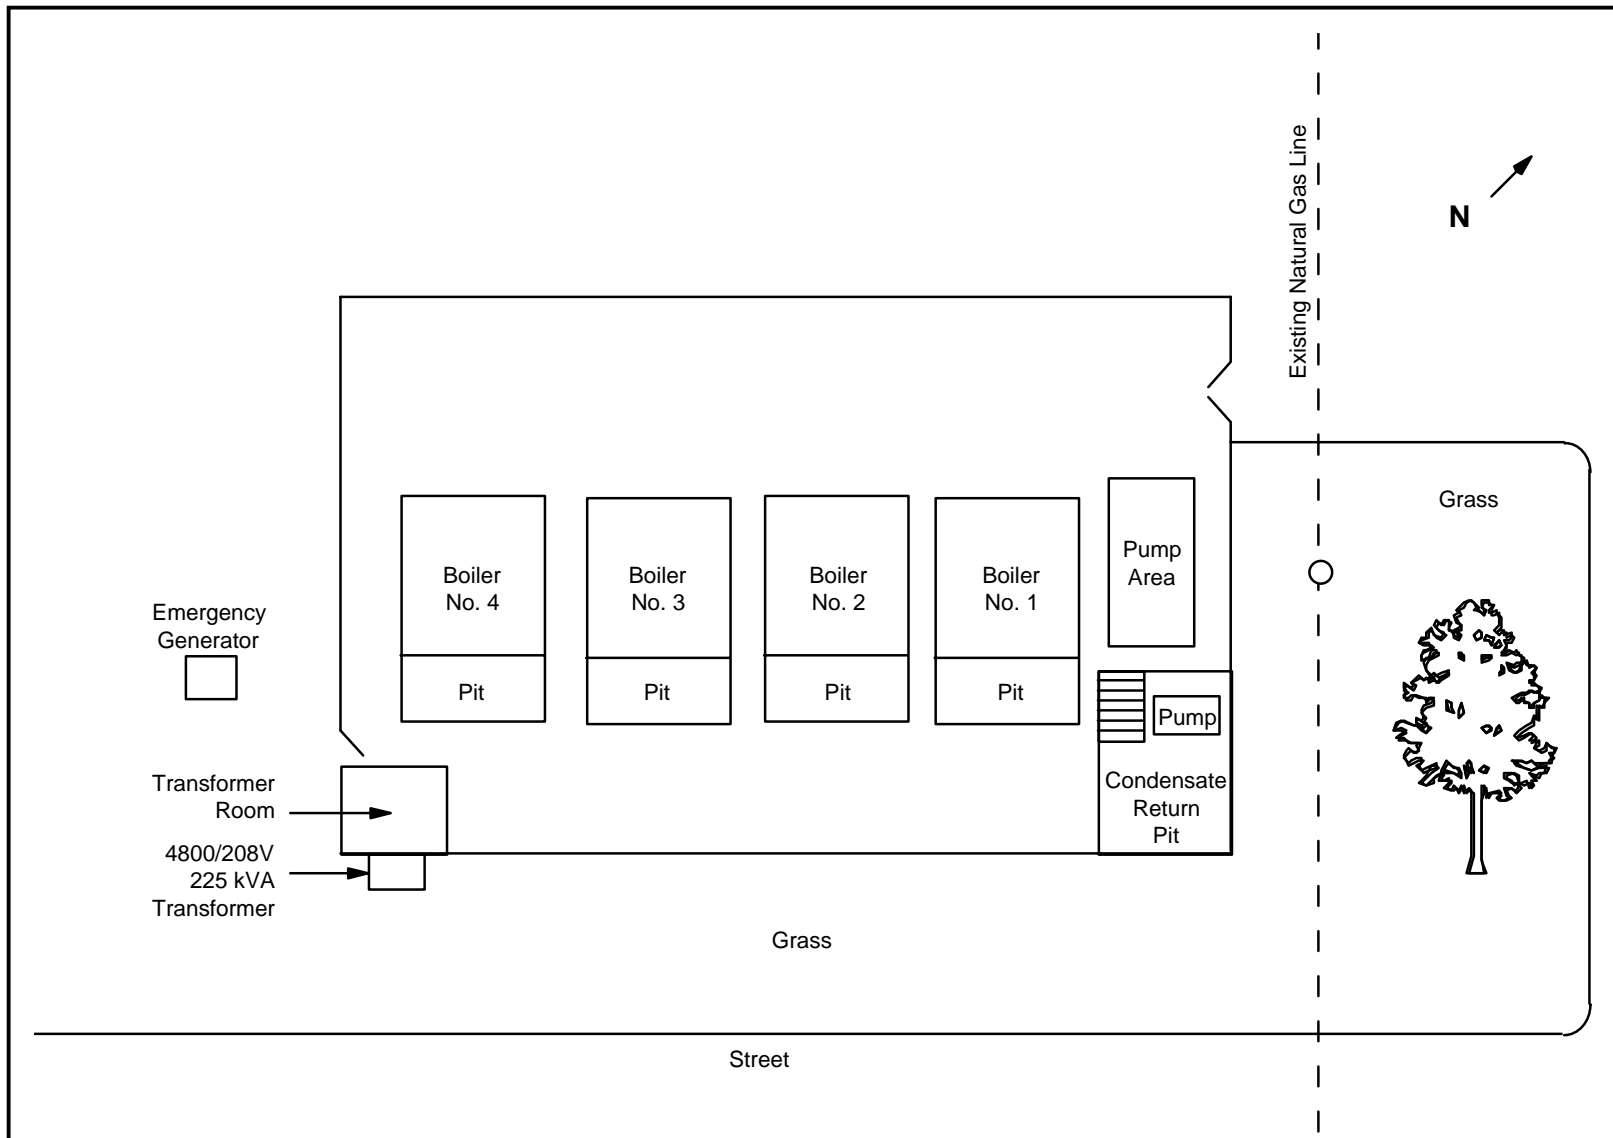 Existing Natural Gas Line
N
Grass
Pump
Area
Boiler
No. 4
Boiler
No. 3
Boiler
No. 2
Boiler
No. 1
Emergency
Generator
Pit
Pit
Pit
Pit
Pump
Transformer
Room
Condensate
Return
Pit
4800/208V
225 kVA
Transformer
Grass
Street